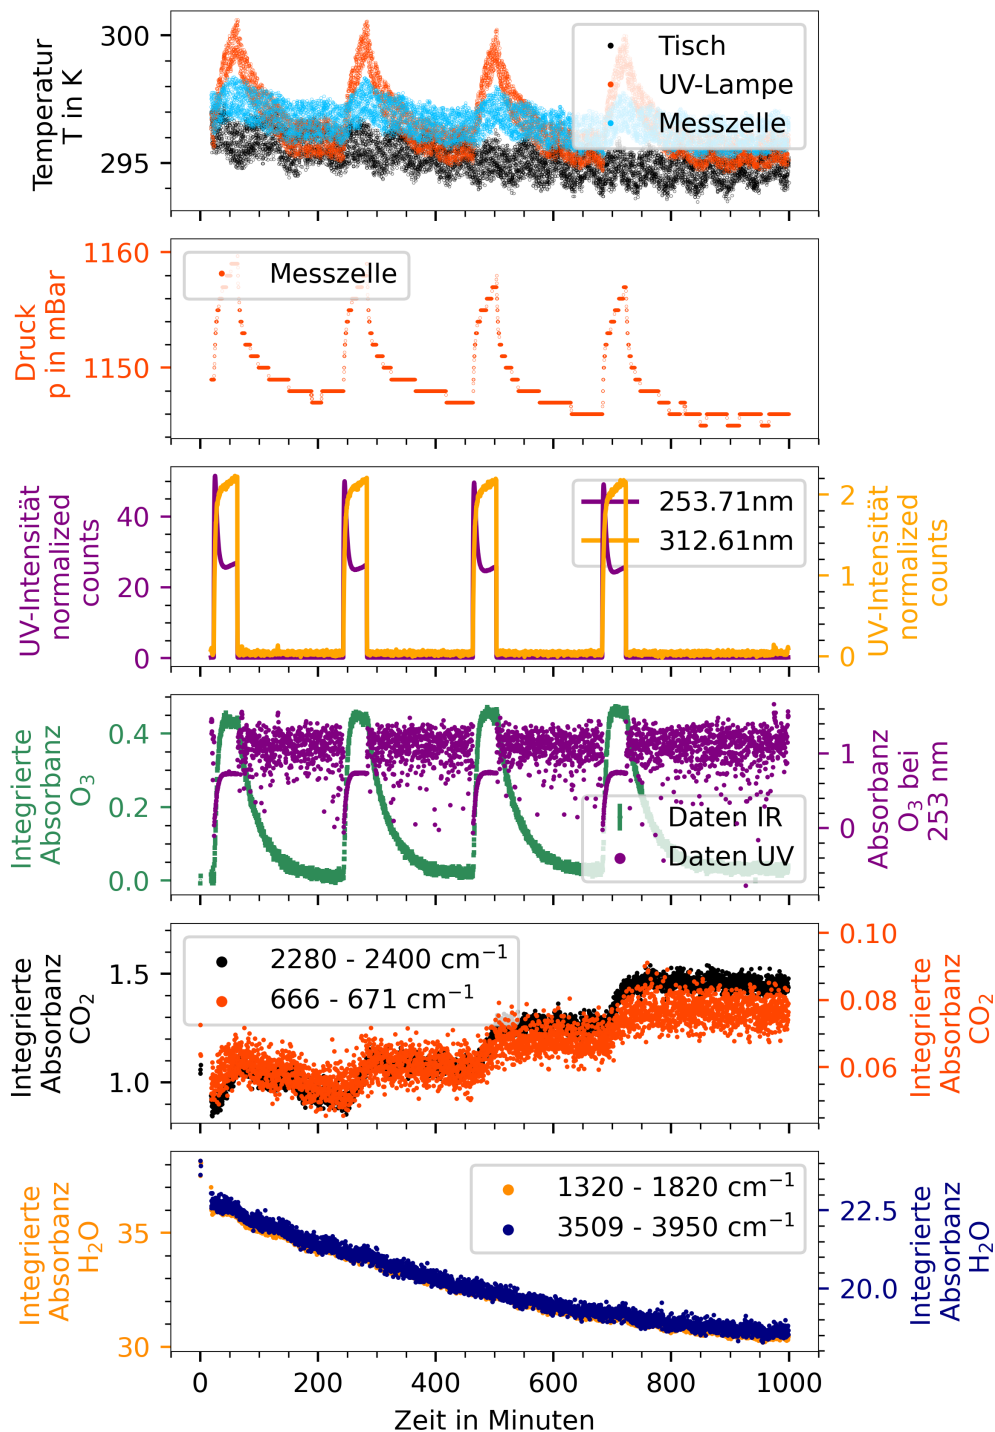 Temperatur
T in K
300
295
Tisch
UV-Lampe
Messzelle
Druck
p in mBar
1160
1150
Messzelle
UV-Intensität
normalized
counts
40
20
0
253.71nm
312.61nm
2
1
0
UV-Intensität
normalized
counts
Integrierte
Absorbanz
O₃
0.4
0.2
0.0
Daten IR
Daten UV
1
0
Absorbanz
O₃ bei
253 nm
Integrierte
Absorbanz
CO₂
1.5
1.0
2280 - 2400 cm⁻¹
666 - 671 cm⁻¹
0.10
0.08
0.06
Integrierte
Absorbanz
CO₂
Integrierte
Absorbanz
H₂O
35
30
1320 - 1820 cm⁻¹
3509 - 3950 cm⁻¹
22.5
20.0
Integrierte
Absorbanz
H₂O
0 200 400 600 800 1000
Zeit in Minuten